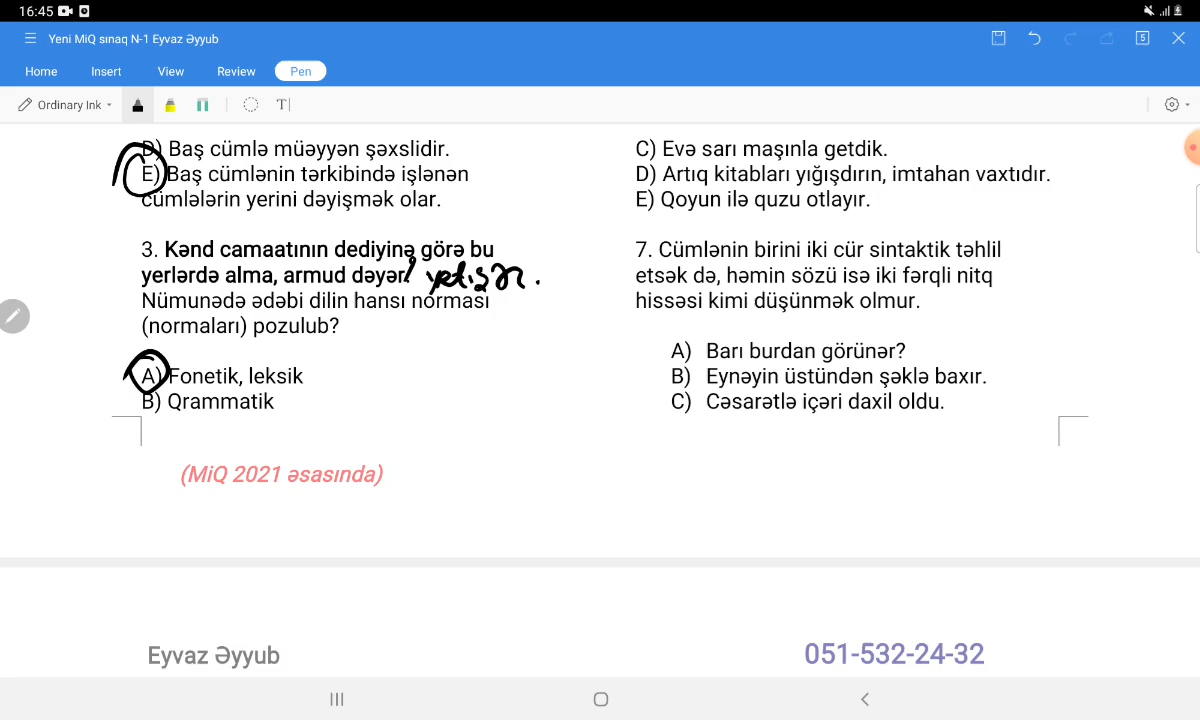 16:45
Yeni MiQ sınaq N-1 Eyvaz Əyyub
5
Home Insert View Review Pen
Ordinary Ink T|
D) Baş cümlə müəyyən şəxslidir.
E) Baş cümlənin tərkibində işlənən
cümlələrin yerini dəyişmək olar.
3. Kənd camaatının dediyinə görə bu
yerlərdə alma, armud dəyər. yetişər.
Nümunədə ədəbi dilin hansı norması
(normaları) pozulub?
A) Fonetik, leksik
B) Qrammatik
(MiQ 2021 əsasında)
C) Evə sarı maşınla getdik.
D) Artıq kitabları yığışdırın, imtahan vaxtıdır.
E) Qoyun ilə quzu otlayır.
7. Cümlənin birini iki cür sintaktik təhlil
etsək də, həmin sözü isə iki fərqli nitq
hissəsi kimi düşünmək olmur.
A) Barı burdan görünər?
B) Eynəyin üstündən şəklə baxır.
C) Cəsarətlə içəri daxil oldu.
Eyvaz Əyyub
051-532-24-32